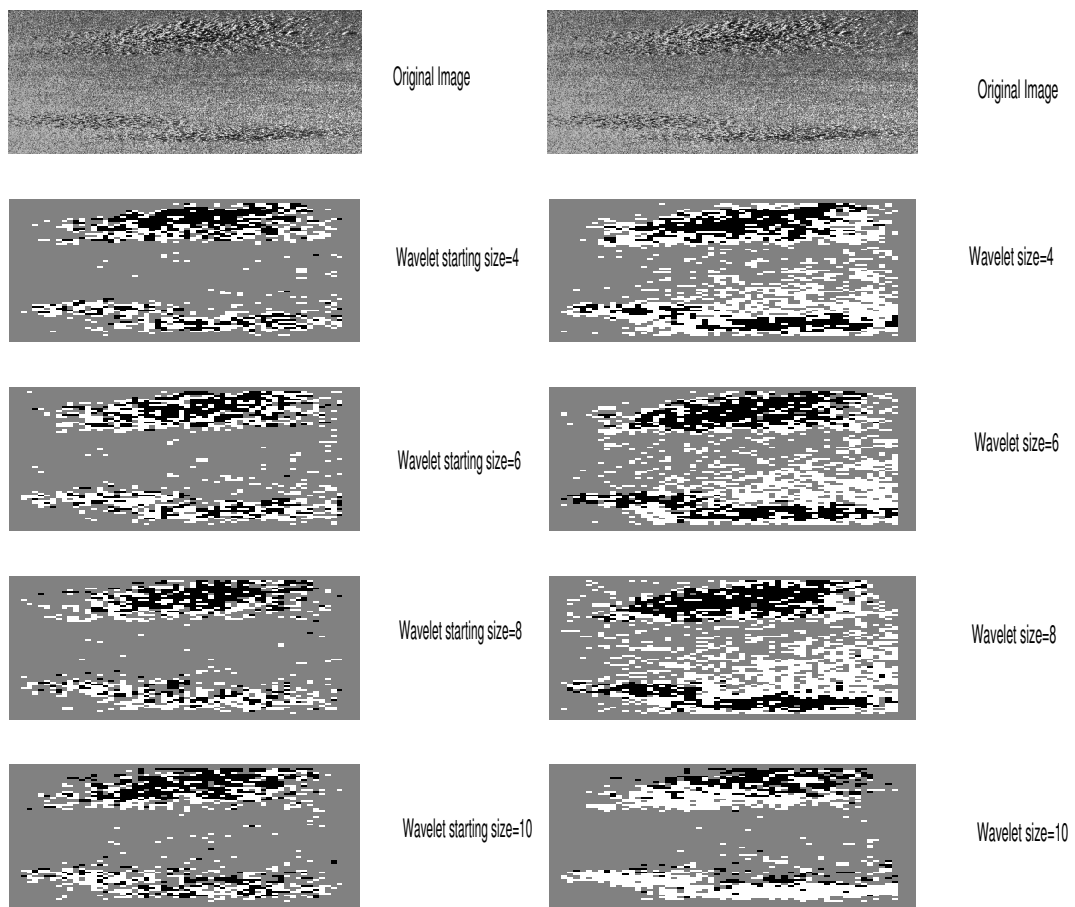 Original Image
Original Image
Wavelet starting size=4
Wavelet size=4
Wavelet starting size=6
Wavelet size=6
Wavelet starting size=8
Wavelet size=8
Wavelet starting size=10
Wavelet size=10